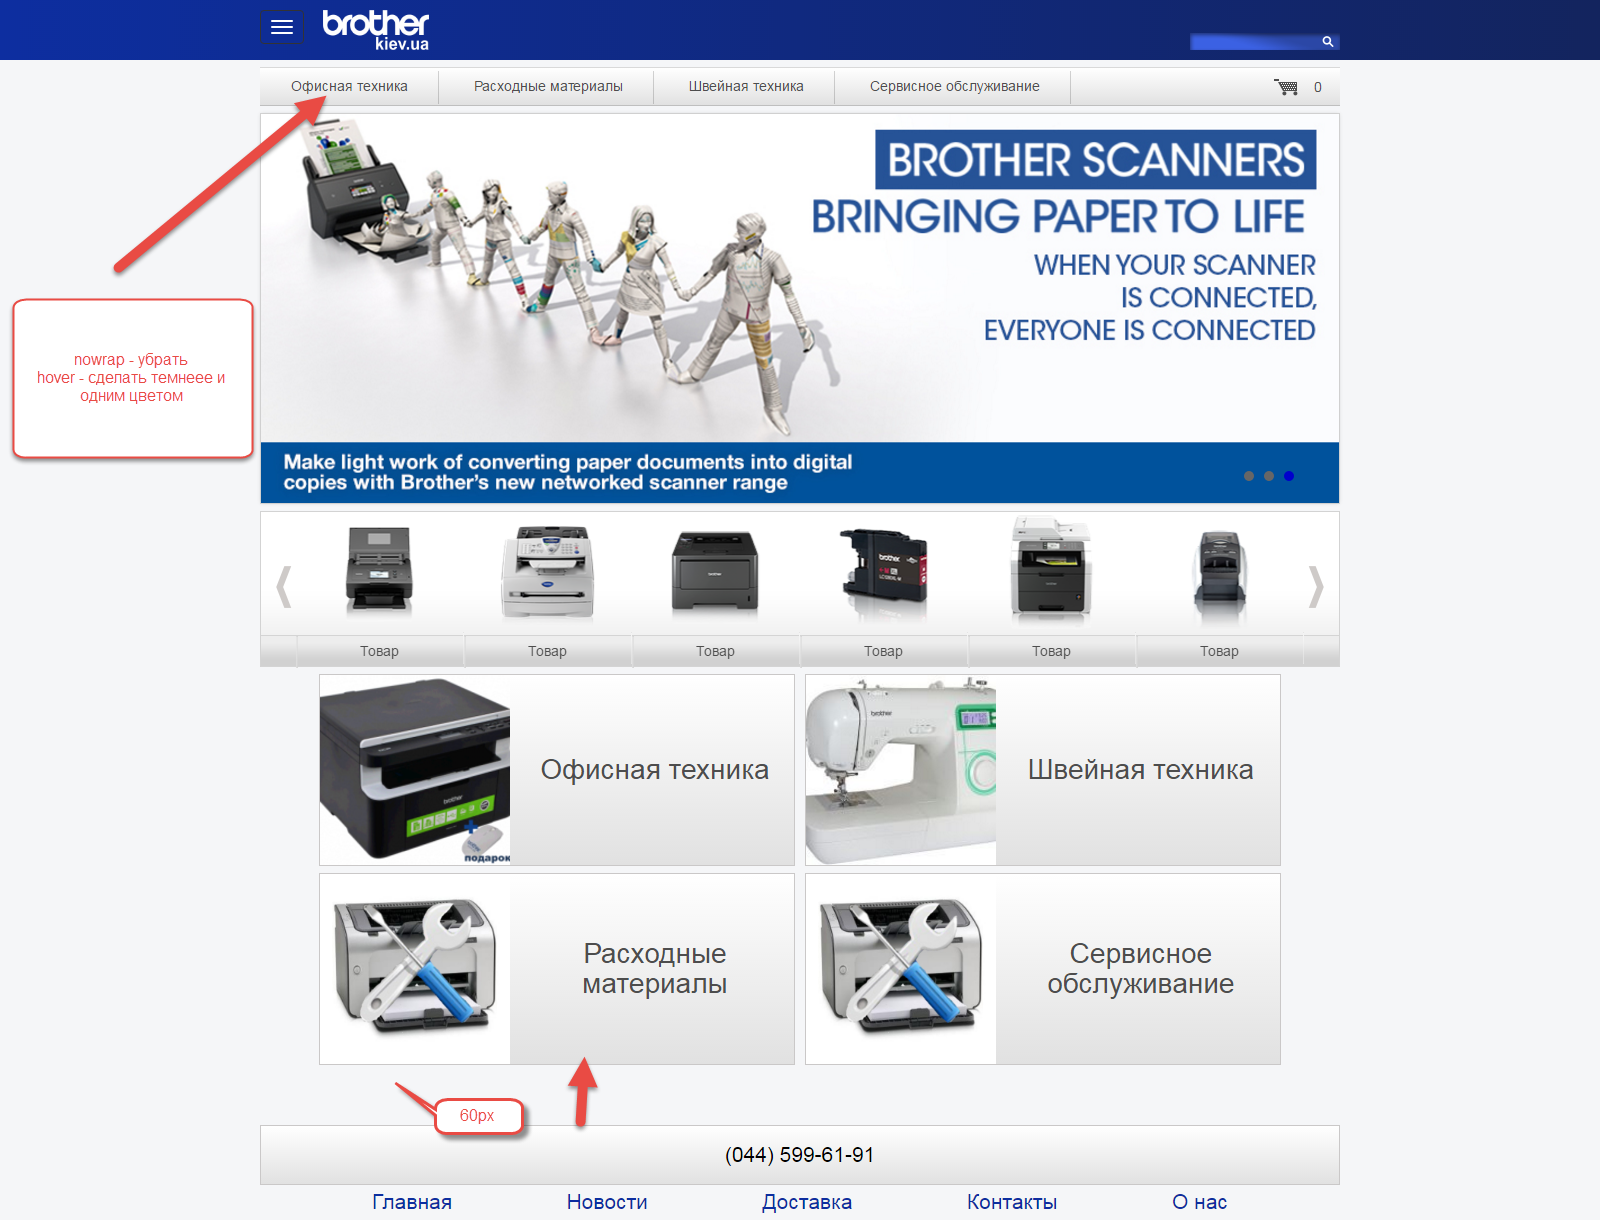 brother
kiev.ua
Офисная техника
Расходные материалы
Швейная техника
Сервисное обслуживание
0
BROTHER SCANNERS
BRINGING PAPER TO LIFE
WHEN YOUR SCANNER
IS CONNECTED,
EVERYONE IS CONNECTED
nowrap - убрать
hover - сделать темнеее и
одним цветом
Make light work of converting paper documents into digital
copies with Brother's new networked scanner range
brother
Товар
Товар
Товар
Товар
Товар
Товар
brother
подарок
Офисная техника
brother
Швейная техника
Расходные
материалы
Сервисное
обслуживание
60px
(044) 599-61-91
Главная
Новости
Доставка
Контакты
О нас